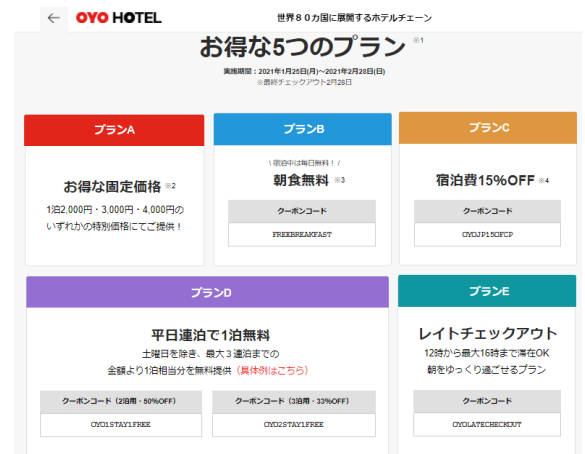 ← OYO HOTEL 世界８０カ国に展開するホテルチェーン
お得な5つのプラン ※1
実施期間：2021年1月25日(月)～2021年2月28日(日)
※最終チェックアウト2月28日
プランA
お得な固定価格 ※2
1泊2,000円・3,000円・4,000円の
いずれかの特別価格にてご提供！
プランB
\ 宿泊中は毎日無料！ /
朝食無料 ※3
クーポンコード
FREEBREAKFAST
プランC
宿泊費15%OFF ※4
クーポンコード
OYOJP15OFCP
プランD
平日連泊で1泊無料
土曜日を除き、最大３連泊までの
金額より1泊相当分を無料提供（具体例はこちら）
クーポンコード（2泊用・50%OFF）
OYO1STAY1FREE
クーポンコード（3泊用・33%OFF）
OYO2STAY1FREE
プランE
レイトチェックアウト
12時から最大16時まで滞在OK
朝をゆっくり過ごせるプラン
クーポンコード
OYOLATECHECKOUT